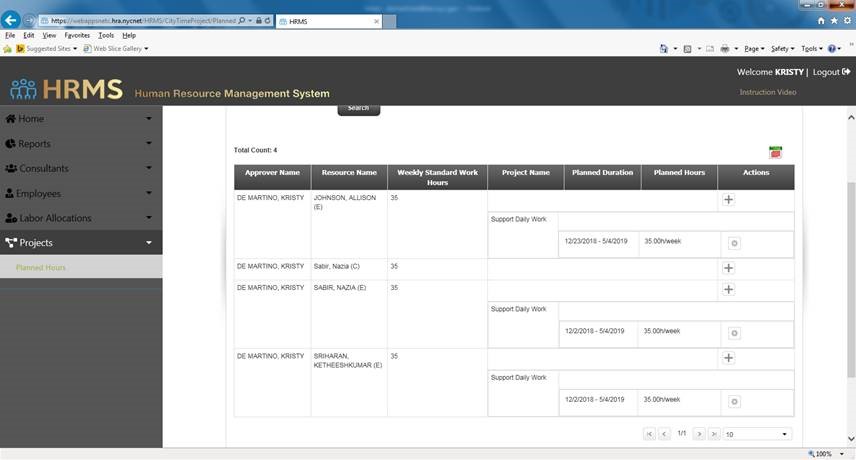 https://webappsnetc.hra.nycnet/HRMS/CityTimeProject/Planned
HRMS
File Edit View Favorites Tools Help
Suggested Sites Web Slice Gallery
Page Safety Tools
Welcome KRISTY | Logout
HRMS Human Resource Management System
Instruction Video
Home
Reports
Consultants
Employees
Labor Allocations
Projects
Planned Hours
Search
Total Count: 4
Approver Name Resource Name Weekly Standard Work Hours Project Name Planned Duration Planned Hours Actions
DE MARTINO, KRISTY JOHNSON, ALLISON (E) 35
Support Daily Work
12/23/2018 - 5/4/2019 35.00h/week
DE MARTINO, KRISTY Sabir, Nazia (C) 35
DE MARTINO, KRISTY SABIR, NAZIA (E) 35
Support Daily Work
12/2/2018 - 5/4/2019 35.00h/week
DE MARTINO, KRISTY SRIHARAN, KETHEESHKUMAR (E) 35
Support Daily Work
12/2/2018 - 5/4/2019 35.00h/week
1/1 10
100%